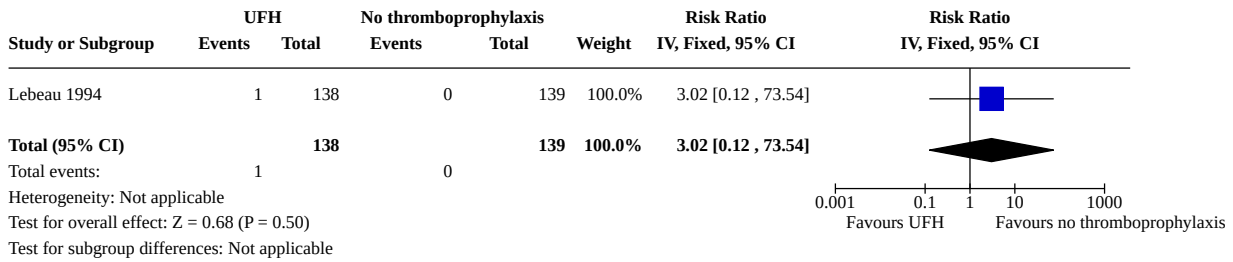 UFH No thromboprophylaxis Risk Ratio Risk Ratio
Study or Subgroup Events Total Events Total Weight IV, Fixed, 95% CI IV, Fixed, 95% CI
Lebeau 1994 1 138 0 139 100.0% 3.02 [0.12 , 73.54]
Total (95% CI) 138 139 100.0% 3.02 [0.12 , 73.54]
Total events: 1 0
Heterogeneity: Not applicable
0.001 0.1 1 10 1000
Test for overall effect: Z = 0.68 (P = 0.50) Favours UFH Favours no thromboprophylaxis
Test for subgroup differences: Not applicable